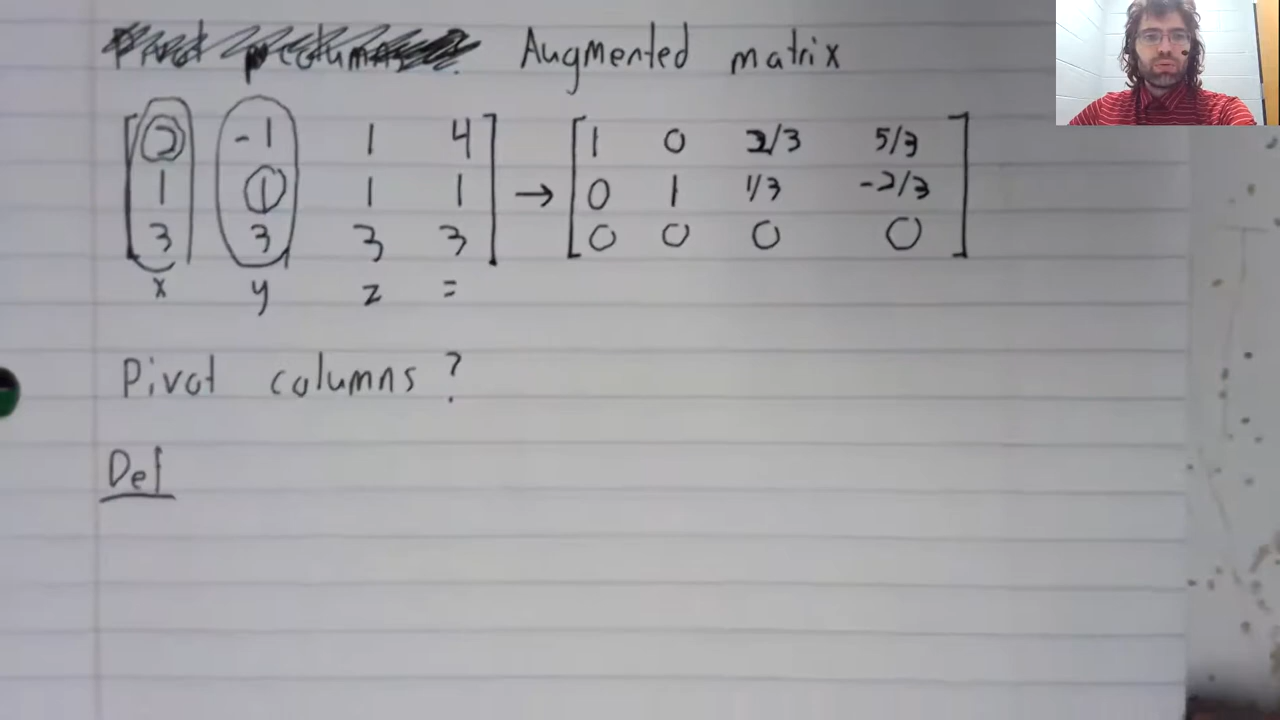 Augmented matrix
2 -1 1 4 → 1 0 2/3 5/3
1 1 1 1 0 1 1/3 -2/3
3 3 3 3 0 0 0 0
x y z =
Pivot columns?
Def